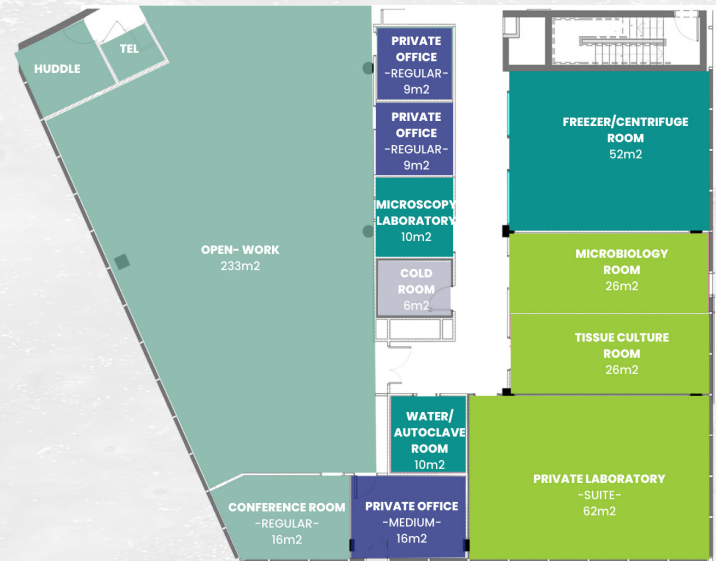 HUDDLE
TEL
PRIVATE
OFFICE
-REGULAR-
9m2
PRIVATE
OFFICE
-REGULAR-
9m2
MICROSCOPY
LABORATORY
10m2
COLD
ROOM
6m2
OPEN- WORK
233m2
FREEZER/CENTRIFUGE
ROOM
52m2
MICROBIOLOGY
ROOM
26m2
TISSUE CULTURE
ROOM
26m2
WATER/
AUTOCLAVE
ROOM
10m2
PRIVATE LABORATORY
-SUITE-
62m2
CONFERENCE ROOM
-REGULAR-
16m2
PRIVATE OFFICE
-MEDIUM-
16m2